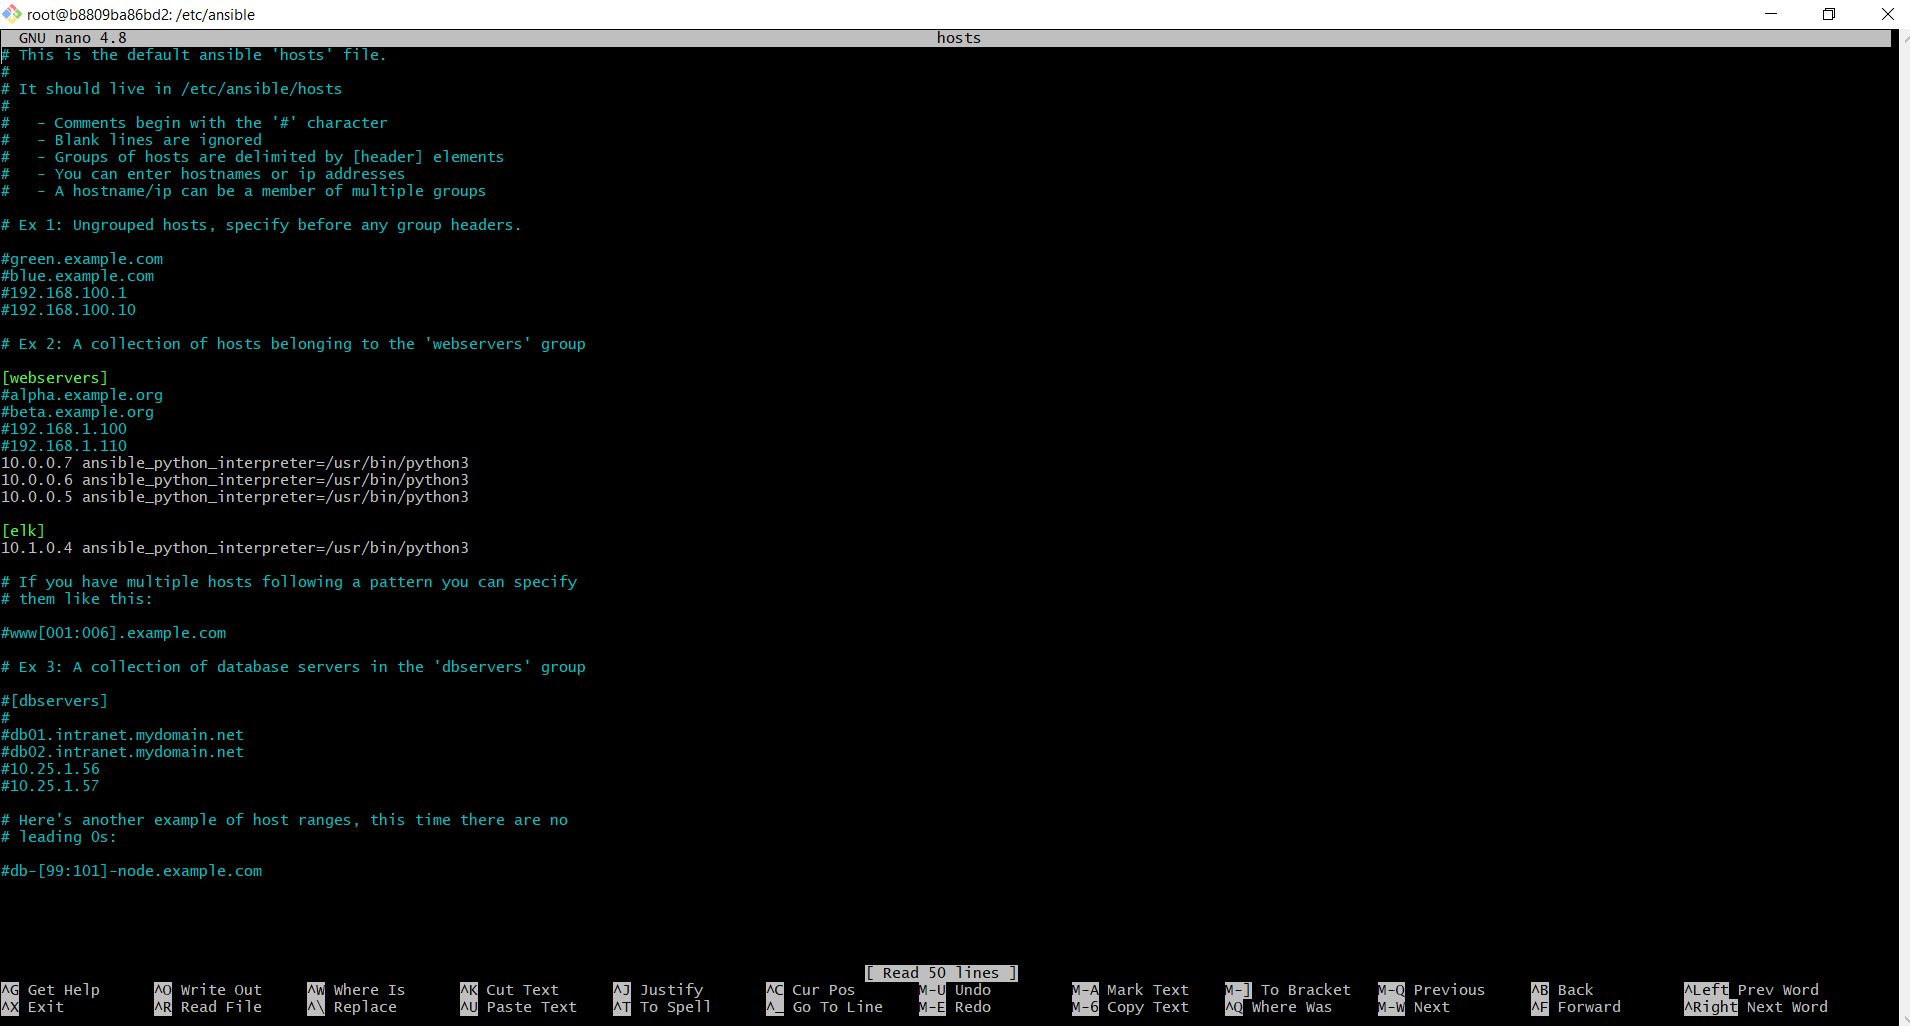 root@b8809ba86bd2: /etc/ansible
GNU nano 4.8 hosts
# This is the default ansible 'hosts' file.
#
# It should live in /etc/ansible/hosts
#
#   - Comments begin with the '#' character
#   - Blank lines are ignored
#   - Groups of hosts are delimited by [header] elements
#   - You can enter hostnames or ip addresses
#   - A hostname/ip can be a member of multiple groups
# Ex 1: Ungrouped hosts, specify before any group headers.
#green.example.com
#blue.example.com
#192.168.100.1
#192.168.100.10
# Ex 2: A collection of hosts belonging to the 'webservers' group
[webservers]
#alpha.example.org
#beta.example.org
#192.168.1.100
#192.168.1.110
10.0.0.7 ansible_python_interpreter=/usr/bin/python3
10.0.0.6 ansible_python_interpreter=/usr/bin/python3
10.0.0.5 ansible_python_interpreter=/usr/bin/python3
[elk]
10.1.0.4 ansible_python_interpreter=/usr/bin/python3
# If you have multiple hosts following a pattern you can specify
# them like this:
#www[001:006].example.com
# Ex 3: A collection of database servers in the 'dbservers' group
#[dbservers]
#
#db01.intranet.mydomain.net
#db02.intranet.mydomain.net
#10.25.1.56
#10.25.1.57
# Here's another example of host ranges, this time there are no
# leading 0s:
#db-[99:101]-node.example.com
[ Read 50 lines ]
^G Get Help ^O Write Out ^W Where Is ^K Cut Text ^J Justify ^C Cur Pos M-U Undo M-A Mark Text M-] To Bracket M-Q Previous ^B Back ^Left Prev Word
^X Exit ^R Read File ^\ Replace ^U Paste Text ^T To Spell ^_ Go To Line M-E Redo M-6 Copy Text ^Q Where Was M-W Next ^F Forward ^Right Next Word